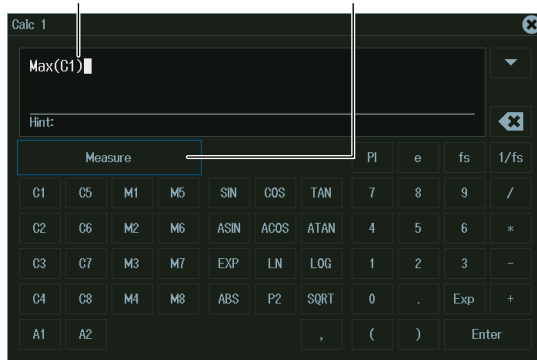 Calc 1
Max(C1)
Hint:
Measure PI e fs 1/fs
C1 C5 M1 M5 SIN COS TAN 7 8 9 /
C2 C6 M2 M6 ASIN ACOS ATAN 4 5 6 *
C3 C7 M3 M7 EXP LN LOG 1 2 3 -
C4 C8 M4 M8 ABS P2 SQRT 0 . Exp +
A1 A2 , ( ) Enter